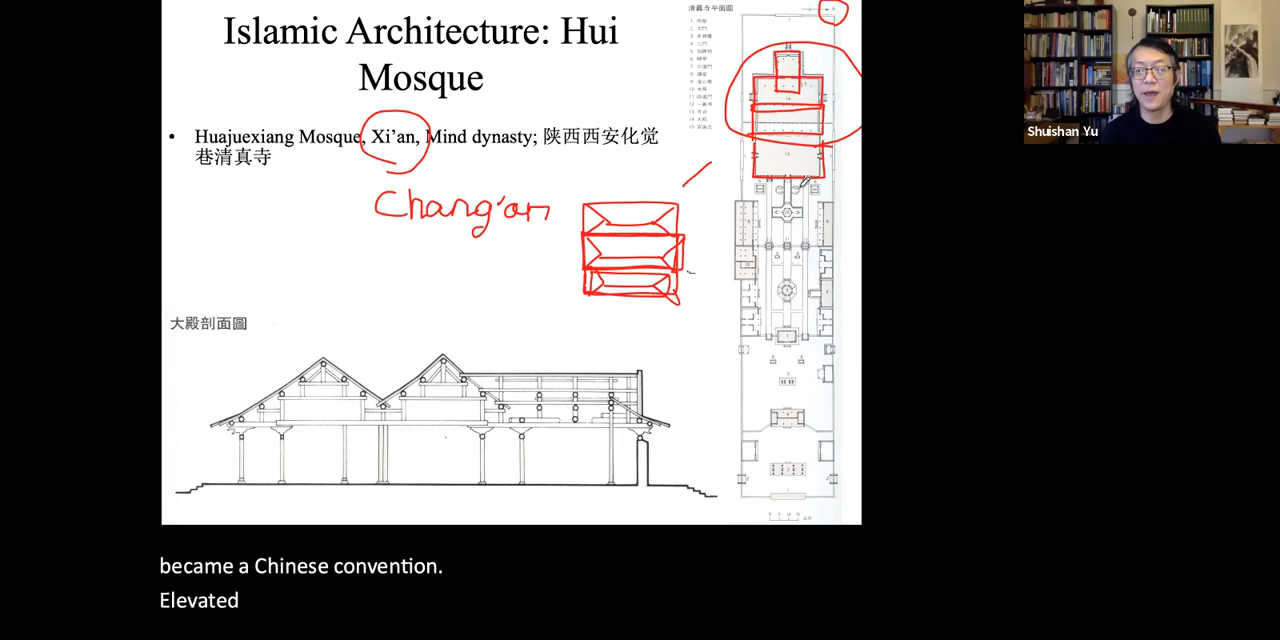 Islamic Architecture: Hui
Mosque
• Huajuexiang Mosque, Xi’an, Mind dynasty; 陕西西安化觉
巷清真寺
Chang'an
大殿剖面圖
清真寺平面圖
Shuishan Yu
became a Chinese convention.
Elevated